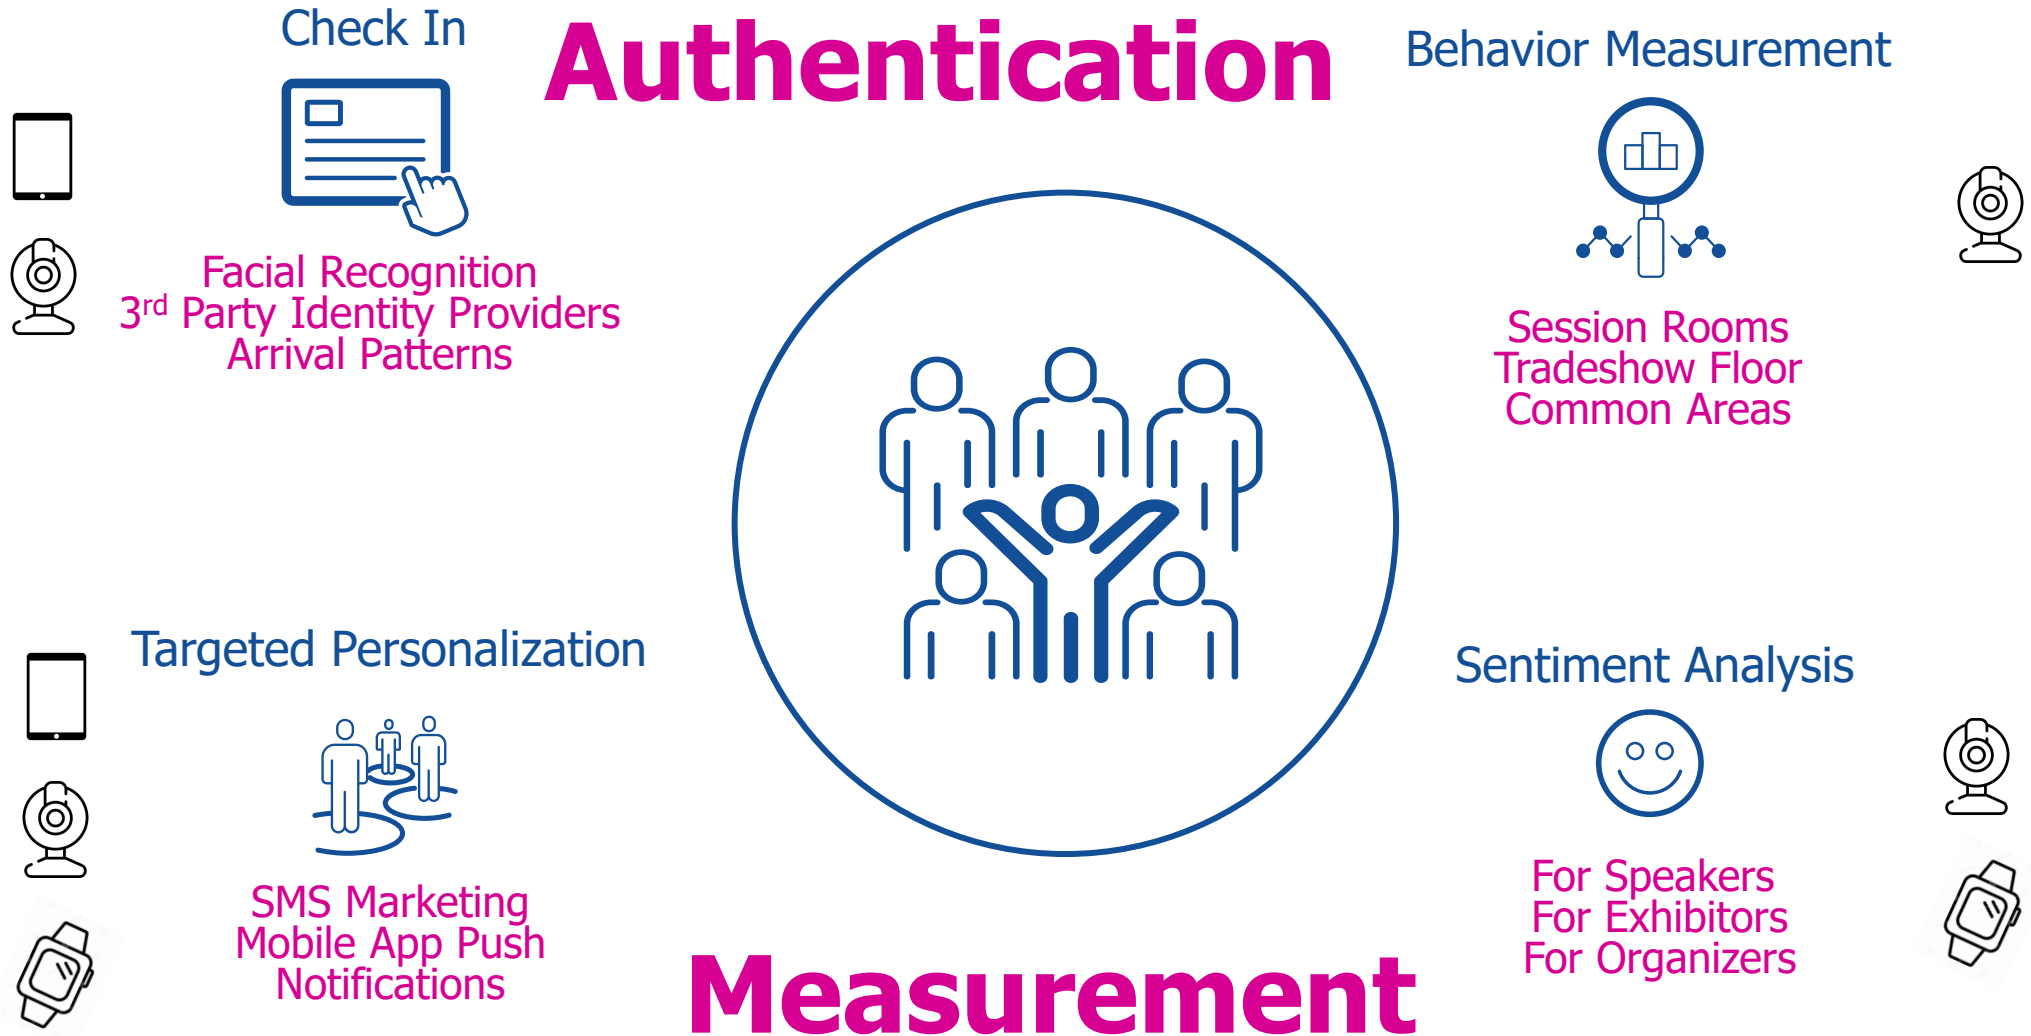 Authentication
Check In
Facial Recognition
3rd Party Identity Providers
Arrival Patterns
Behavior Measurement
Session Rooms
Tradeshow Floor
Common Areas
Targeted Personalization
SMS Marketing
Mobile App Push
Notifications
Sentiment Analysis
For Speakers
For Exhibitors
For Organizers
Measurement